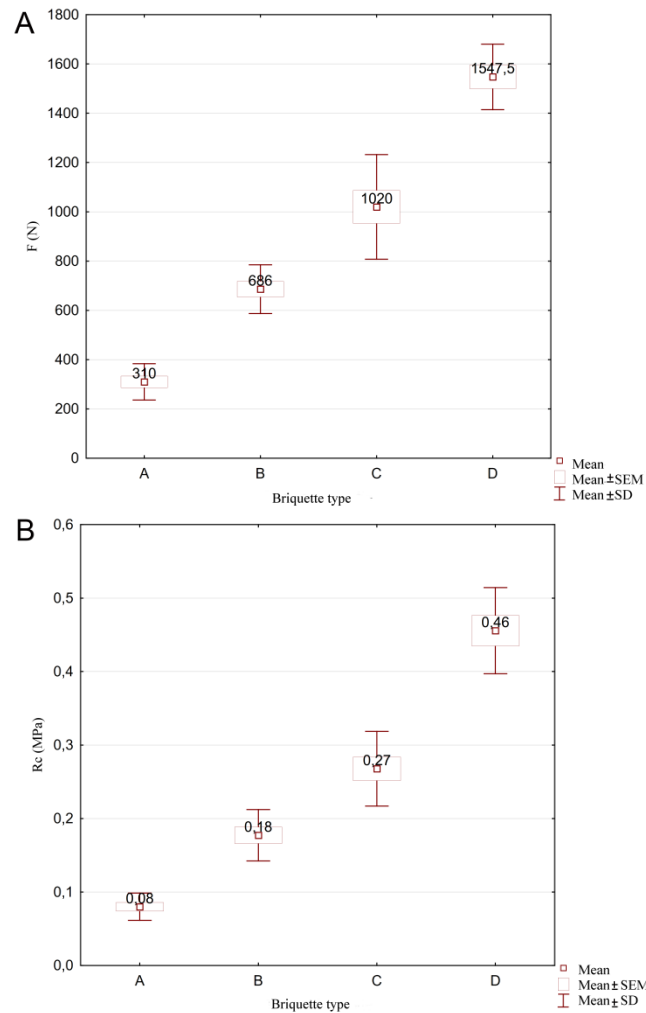 A
1800
1600
1547,5
1400
1200
1020
1000
F (N)
800
686
600
400
310
200
0
A B C D
Briquette type
Mean
Mean ±SEM
Mean ±SD
B
0,6
0,5
0,46
0,4
Rc (MPa)
0,3
0,27
0,2
0,18
0,1
0,08
0,0
A B C D
Briquette type
Mean
Mean±SEM
Mean±SD